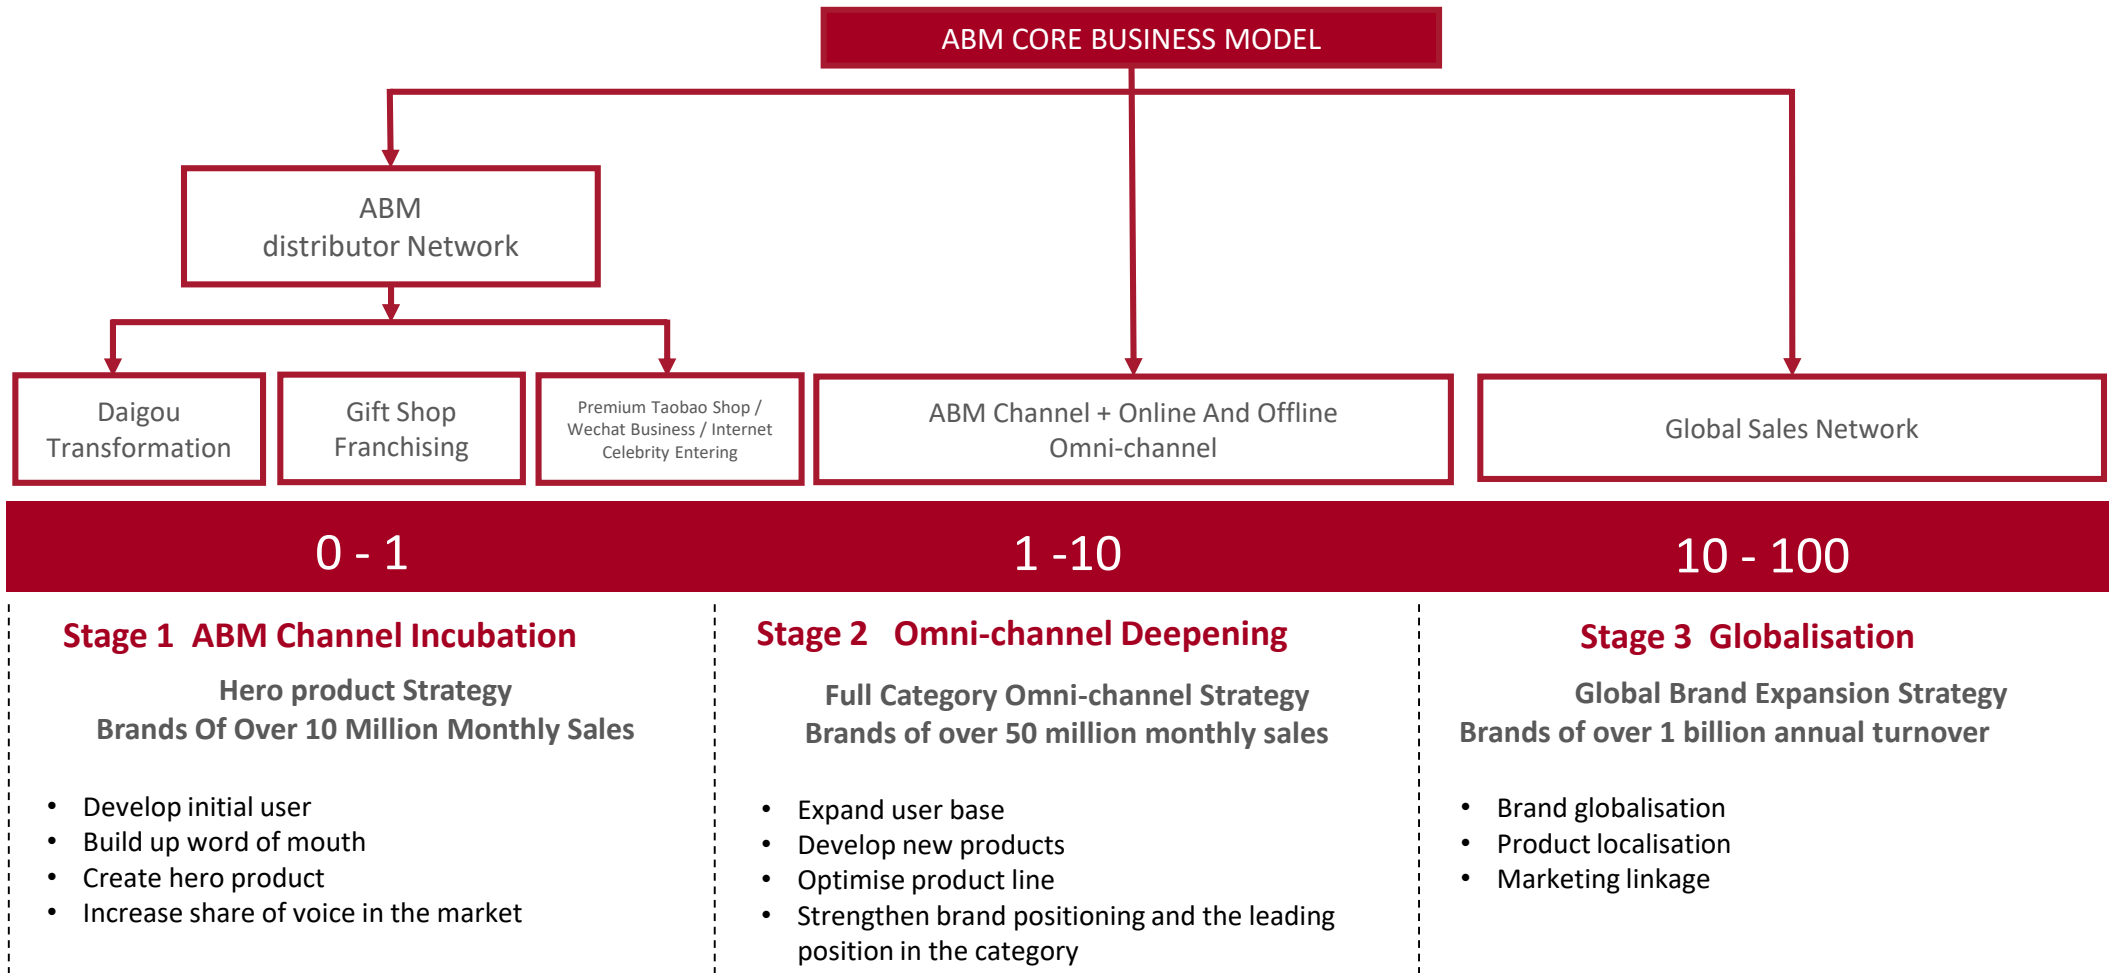 ABM CORE BUSINESS MODEL
ABM
distributor Network
Daigou
Transformation
Gift Shop
Franchising
Premium Taobao Shop /
Wechat Business / Internet
Celebrity Entering
ABM Channel + Online And Offline
Omni-channel
Global Sales Network
0 - 1
1 -10
10 - 100
Stage 1 ABM Channel Incubation
Hero product Strategy
Brands Of Over 10 Million Monthly Sales
• Develop initial user
• Build up word of mouth
• Create hero product
• Increase share of voice in the market
Stage 2 Omni-channel Deepening
Full Category Omni-channel Strategy
Brands of over 50 million monthly sales
• Expand user base
• Develop new products
• Optimise product line
• Strengthen brand positioning and the leading
position in the category
Stage 3 Globalisation
Global Brand Expansion Strategy
Brands of over 1 billion annual turnover
• Brand globalisation
• Product localisation
• Marketing linkage